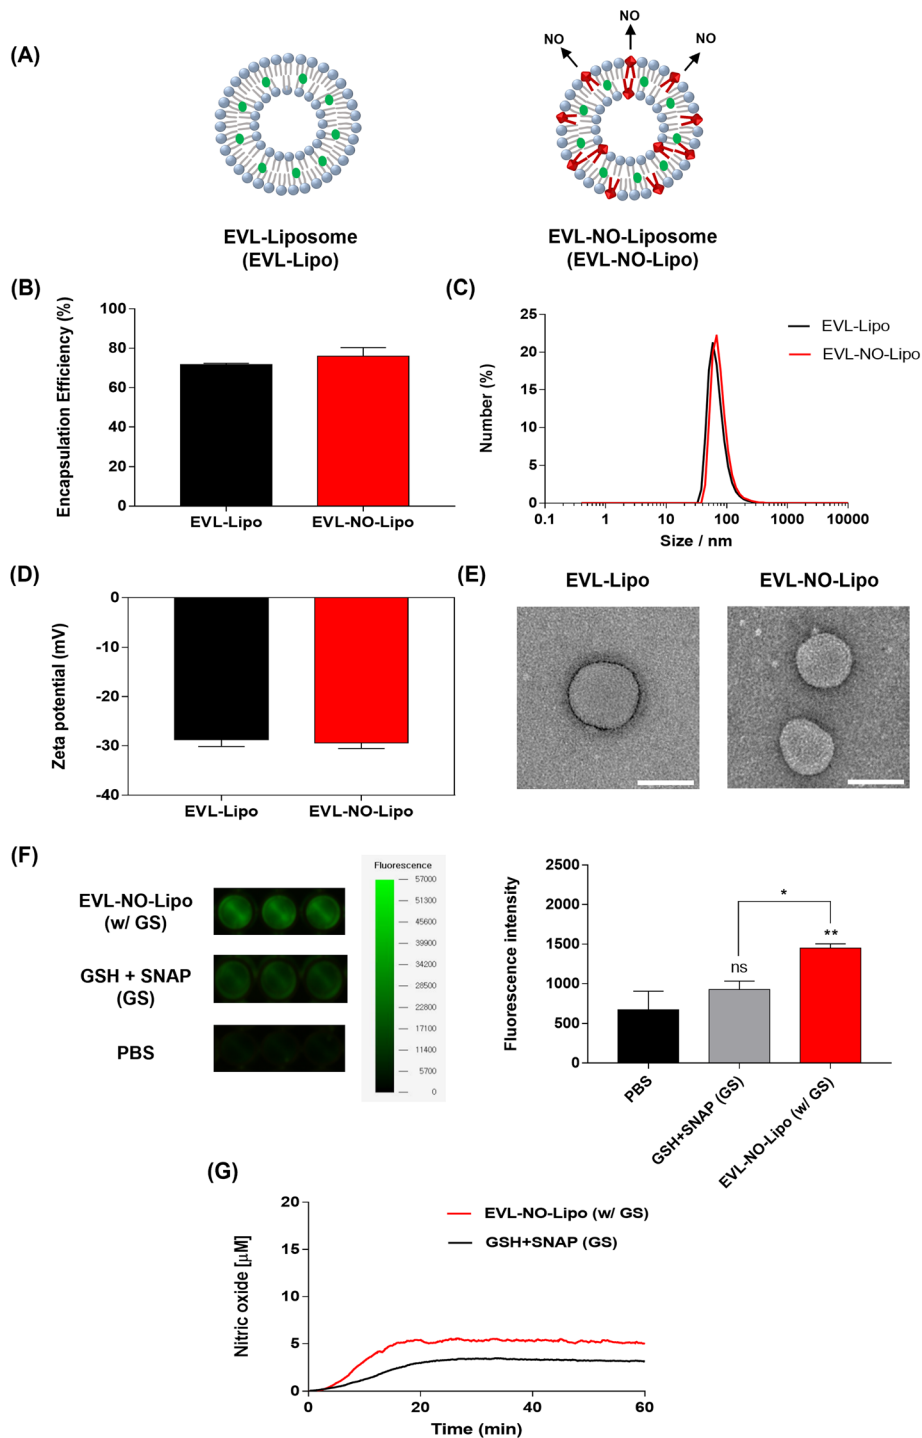 (A)
NO
NO
NO
EVL-Liposome
(EVL-Lipo)
EVL-NO-Liposome
(EVL-NO-Lipo)
(B)
Encapsulation Efficiency (%)
100
80
60
40
20
0
EVL-Lipo
EVL-NO-Lipo
(C)
Number (%)
25
20
15
10
5
0
0.1
1
10
100
1000
10000
Size / nm
EVL-Lipo
EVL-NO-Lipo
(D)
Zeta potential (mV)
0
-10
-20
-30
-40
EVL-Lipo
EVL-NO-Lipo
(E)
EVL-Lipo
EVL-NO-Lipo
(F)
EVL-NO-Lipo
(w/ GS)
GSH + SNAP
(GS)
PBS
Fluorescence
57000
51300
45600
39900
34200
28500
22800
17100
11400
5700
0
Fluorescence intensity
2500
2000
1500
1000
500
0
ns
*
**
PBS
GSH+SNAP (GS)
EVL-NO-Lipo (w/ GS)
(G)
Nitric oxide [µM]
20
15
10
5
0
0
20
40
60
Time (min)
EVL-NO-Lipo (w/ GS)
GSH+SNAP (GS)